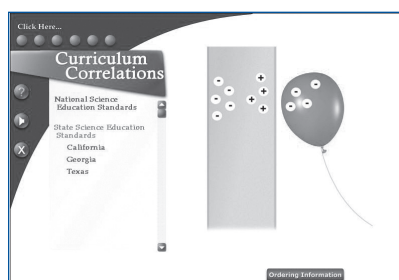 Click Here...
Curriculum
Correlations
National Science
Education Standards
State Science Education
Standards
California
Georgia
Texas
?
X
- + - - + - + + - - - + -
- - - -
Ordering Information